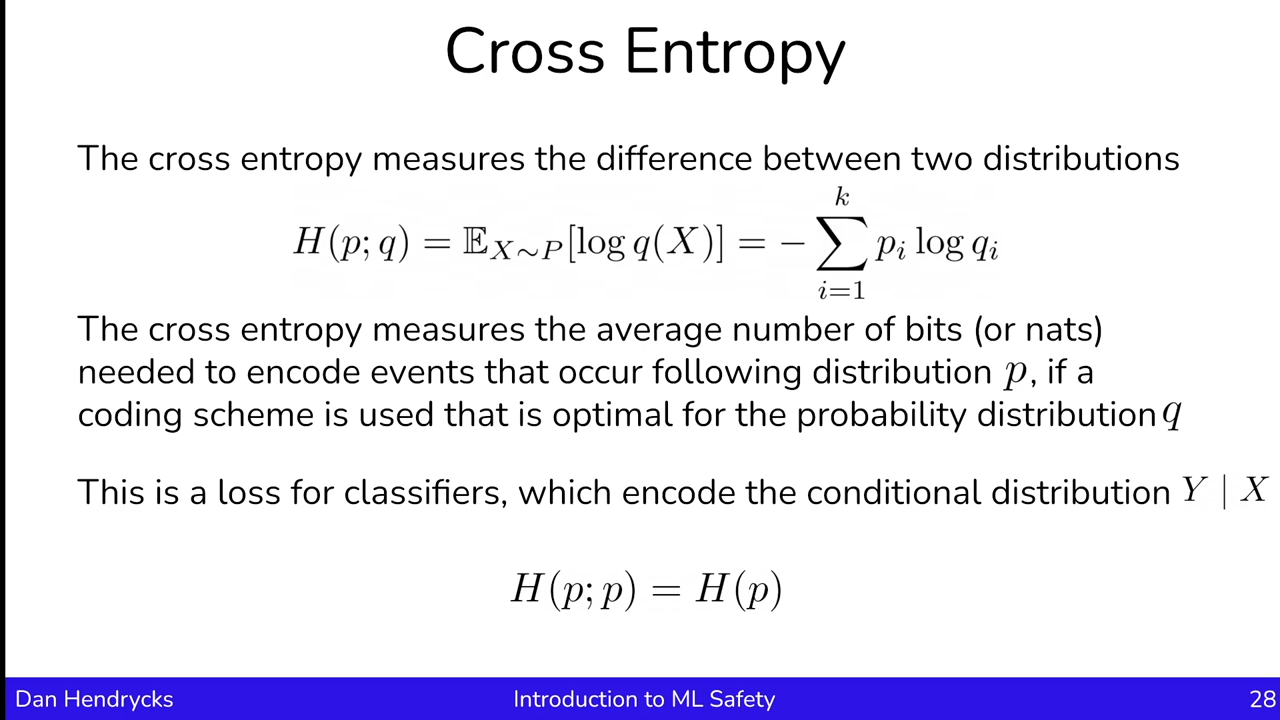 Cross Entropy
The cross entropy measures the difference between two distributions
H(p; q) = 𝔼_{X∼P}[log q(X)] = − ∑_{i=1}^{k} p_i log q_i
The cross entropy measures the average number of bits (or nats)
needed to encode events that occur following distribution p, if a
coding scheme is used that is optimal for the probability distribution q
This is a loss for classifiers, which encode the conditional distribution Y | X
H(p; p) = H(p)
Dan Hendrycks Introduction to ML Safety 28